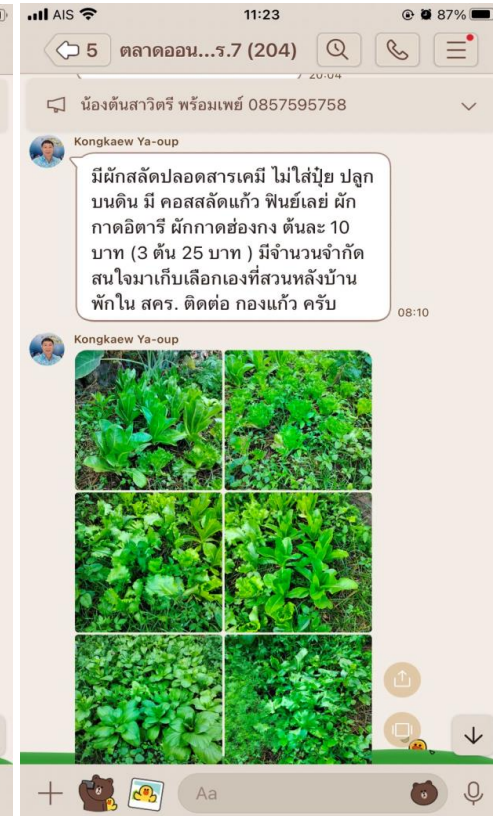 AIS
11:23
87%
5 ตลาดออน...ร.7 (204)
20:04
น้องต้นสาวิตรี พร้อมเพย์ 0857595758
Kongkaew Ya-oup
มีผักสลัดปลอดสารเคมี ไม่ใส่ปุ๋ย ปลูก
บนดิน มี คอสสลัดแก้ว ฟินย์เลย่ ผัก
กาดอิตารี ผักกาดฮ่องกง ต้นละ 10
บาท (3 ต้น 25 บาท ) มีจำนวนจำกัด
สนใจมาเก็บเลือกเองที่สวนหลังบ้าน
พักใน สคร. ติดต่อ กองแก้ว ครับ
08:10
Kongkaew Ya-oup
Aa